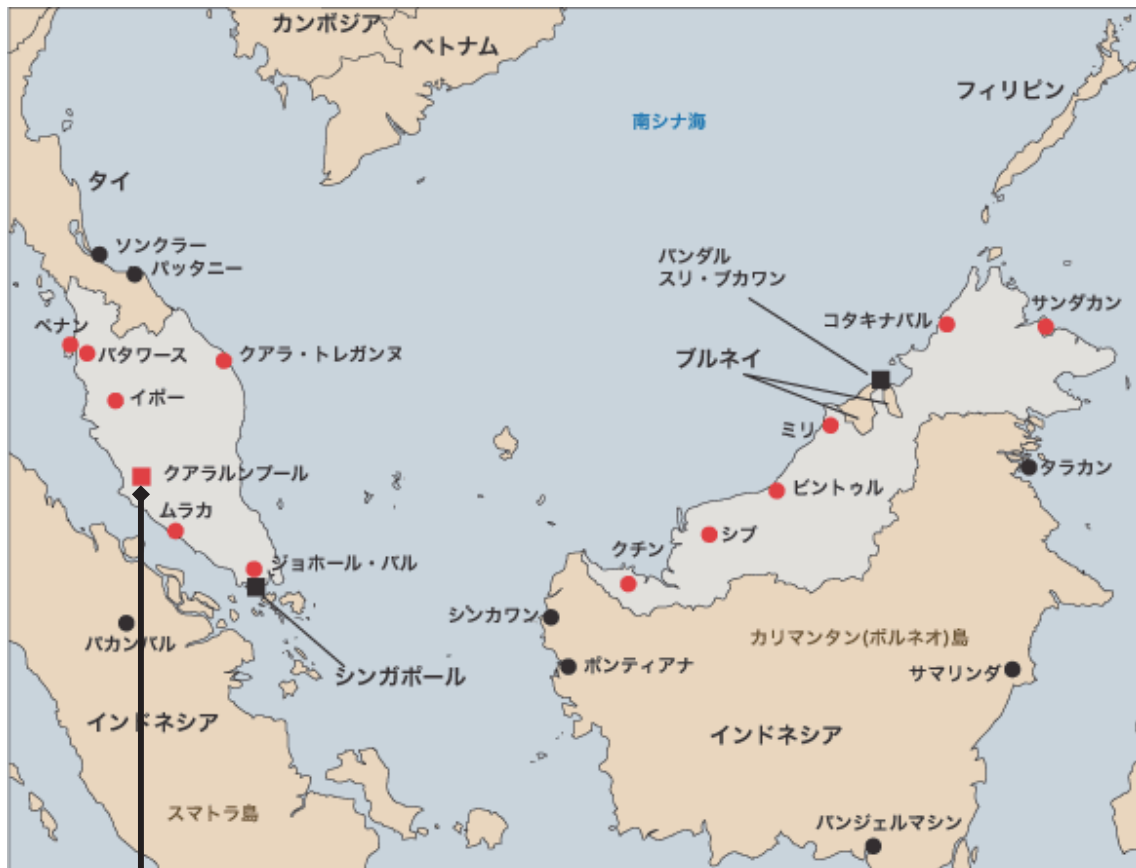 カンボジア
ベトナム
フィリピン
南シナ海
タイ
ソンクラー
パッタニー
バンダル
スリ・ブカワン
コタキナバル
サンダカン
ペナン
バタワース
クアラ・トレガンヌ
ブルネイ
イポー
ミリ
クアラルンプール
タラカン
ビントゥル
ムラカ
シブ
クチン
ジョホール・バル
シンカワン
パカンバル
カリマンタン(ボルネオ)島
シンガポール
ポンティアナ
サマリンダ
インドネシア
インドネシア
スマトラ島
バンジェルマシン